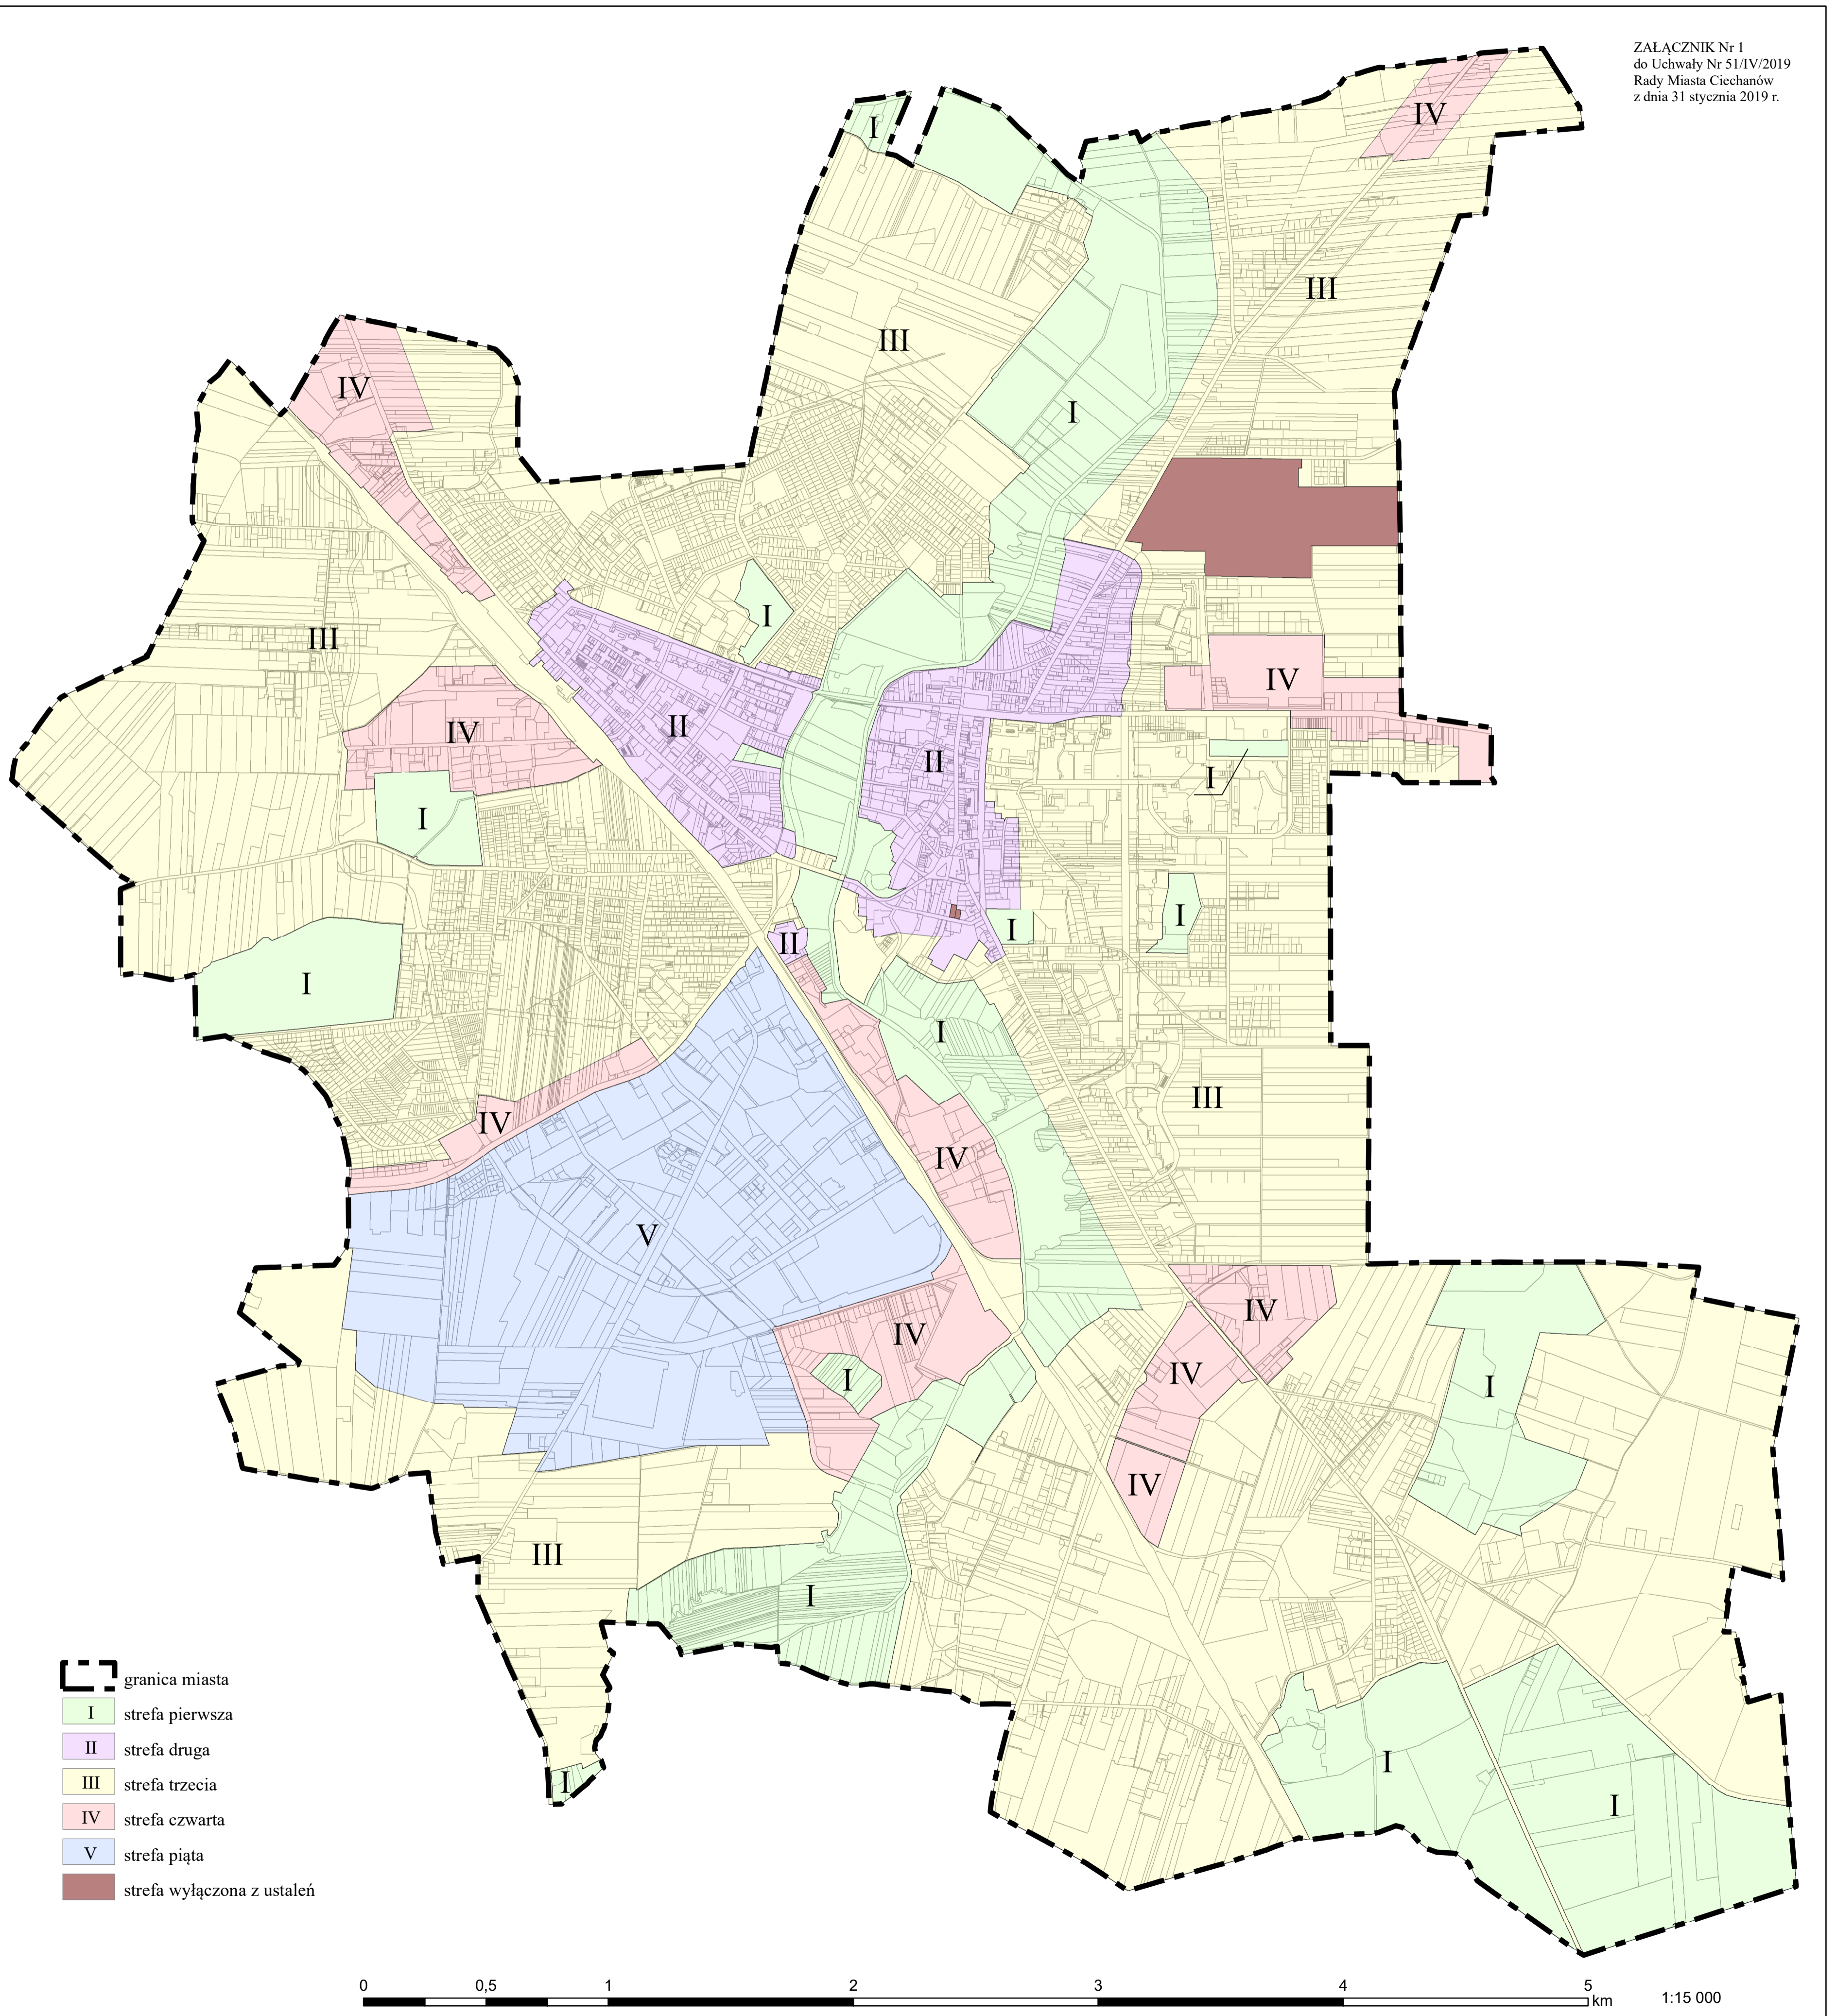 ZAŁĄCZNIK Nr 1
do Uchwały Nr 51/IV/2019
Rady Miasta Ciechanów
z dnia 31 stycznia 2019 r.
IV
I
III
III
IV
I
I
III
IV
II
IV
II
I
I
I
I
II
I
I
I
III
IV
IV
V
IV
IV
I
IV
I
IV
III
I
I
I
I
granica miasta
I strefa pierwsza
II strefa druga
III strefa trzecia
IV strefa czwarta
V strefa piąta
strefa wyłączona z ustaleń
0 0,5 1 2 3 4 5
km
1:15 000